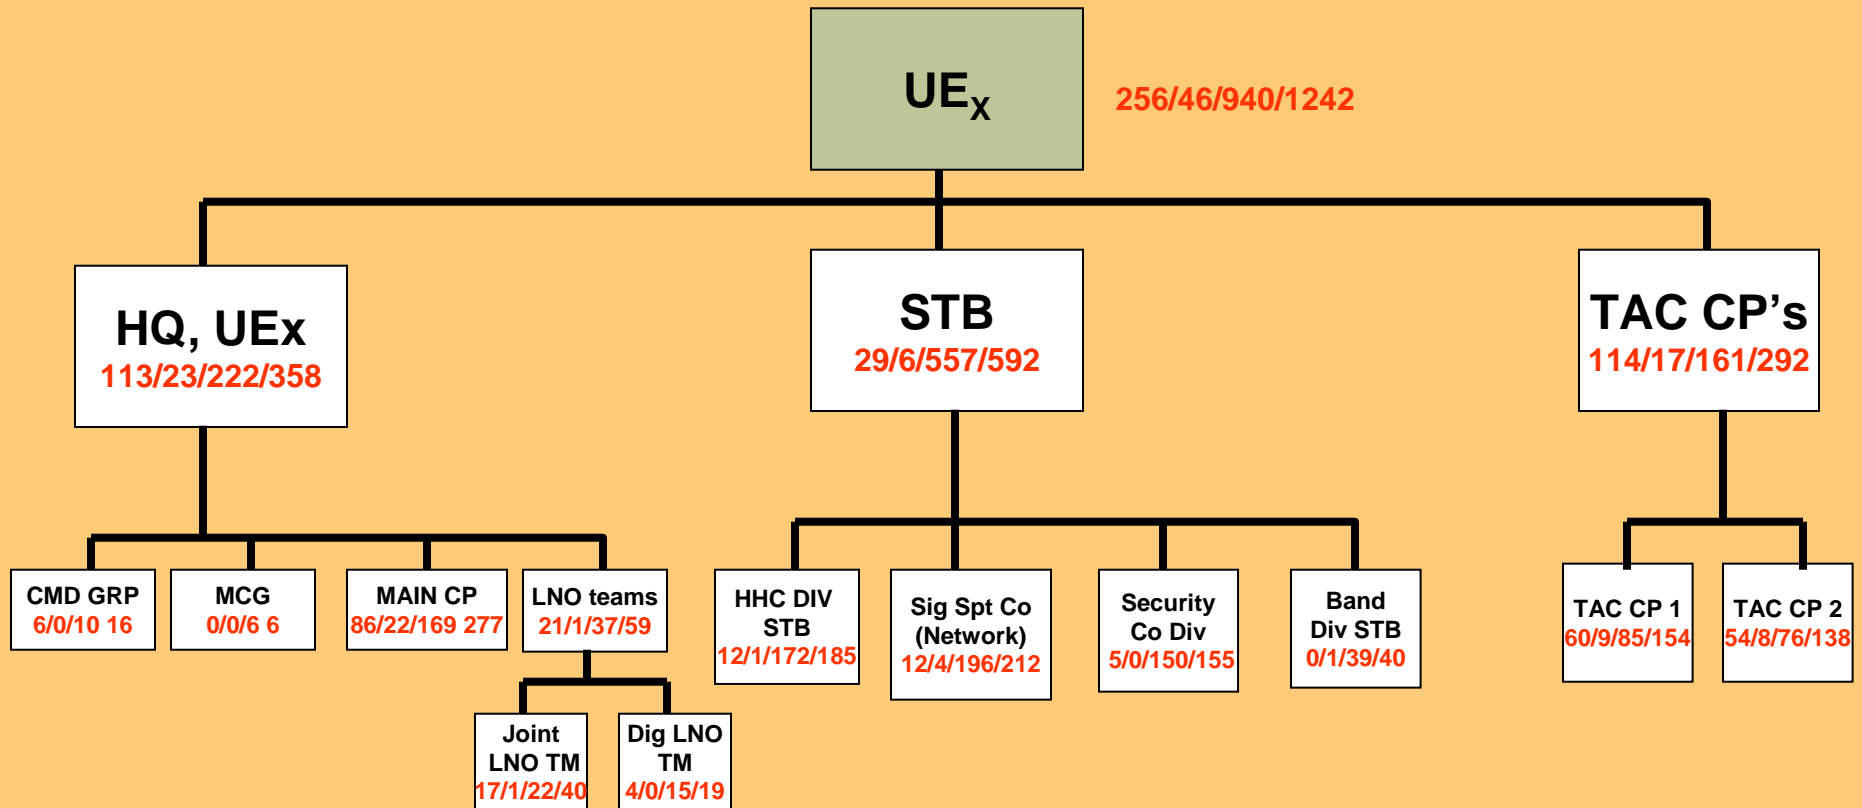 UEX
256/46/940/1242
HQ, UEx
113/23/222/358
STB
29/6/557/592
TAC CP's
114/17/161/292
CMD GRP
6/0/10 16
MCG
0/0/6 6
MAIN CP
86/22/169 277
LNO teams
21/1/37/59
HHC DIV
STB
12/1/172/185
Sig Spt Co
(Network)
12/4/196/212
Security
Co Div
5/0/150/155
Band
Div STB
0/1/39/40
TAC CP 1
60/9/85/154
TAC CP 2
54/8/76/138
Joint
LNO TM
17/1/22/40
Dig LNO
TM
4/0/15/19